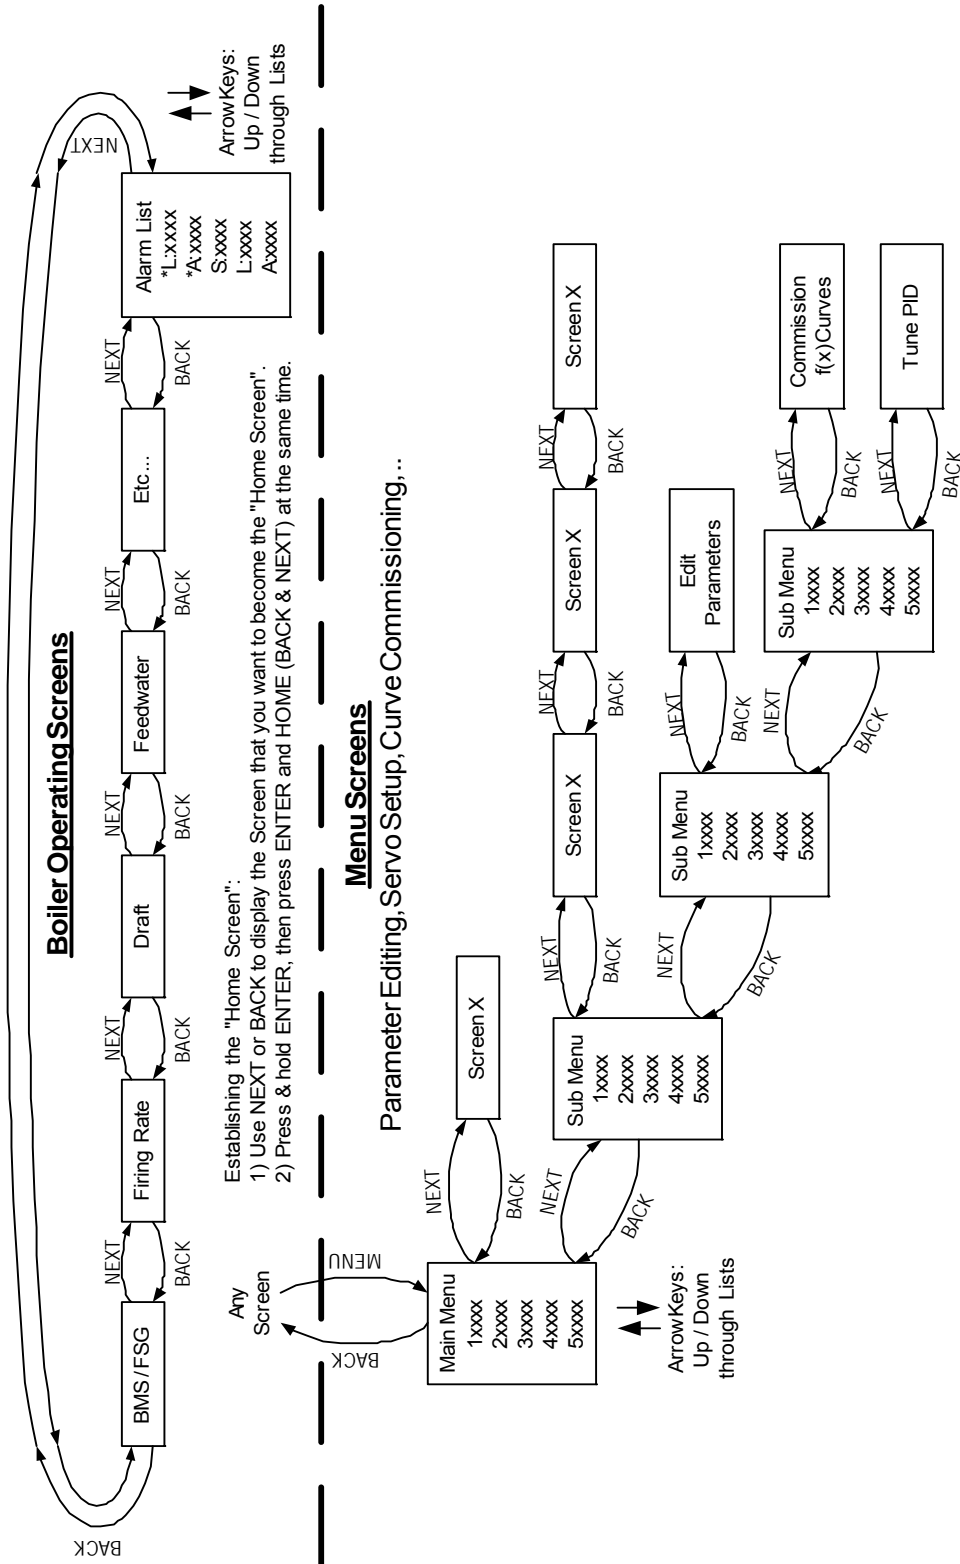 Boiler Operating Screens
BACK
BMS / FSG
NEXT
BACK
Firing Rate
NEXT
BACK
Draft
NEXT
BACK
Feedwater
NEXT
BACK
Etc...
NEXT
BACK
Alarm List
*L:xxxx
*A:xxxx
S:xxxx
L:xxxx
A:xxxx
NEXT
Arrow Keys:
Up / Down
through Lists
Establishing the "Home Screen":
1) Use NEXT or BACK to display the Screen that you want to become the "Home Screen".
2) Press & hold ENTER, then press ENTER and HOME (BACK & NEXT) at the same time.
Any
Screen
BACK
MENU
Menu Screens
Parameter Editing, Servo Setup, Curve Commissioning, ..
Main Menu
1xxxx
2xxxx
3xxxx
4xxxx
5xxxx
Arrow Keys:
Up / Down
through Lists
NEXT
BACK
Screen X
NEXT
BACK
Sub Menu
1xxxx
2xxxx
3xxxx
4xxxx
5xxxx
NEXT
BACK
Screen X
NEXT
BACK
Screen X
NEXT
BACK
Screen X
NEXT
BACK
Sub Menu
1xxxx
2xxxx
3xxxx
4xxxx
5xxxx
NEXT
BACK
Edit
Parameters
NEXT
BACK
Sub Menu
1xxxx
2xxxx
3xxxx
4xxxx
5xxxx
NEXT
BACK
Commission
f(x) Curves
NEXT
BACK
Tune PID